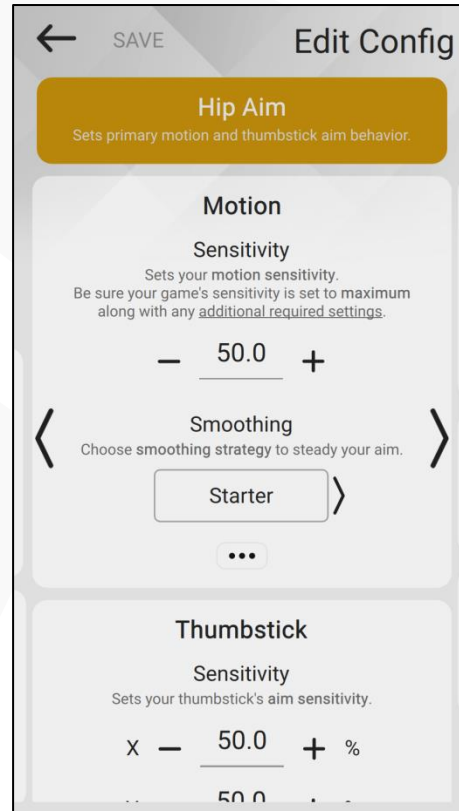 SAVE Edit Config
Hip Aim
Sets primary motion and thumbstick aim behavior.
Motion
Sensitivity
Sets your motion sensitivity.
Be sure your game's sensitivity is set to maximum
along with any additional required settings.
− 50.0 +
Smoothing
Choose smoothing strategy to steady your aim.
Starter
•••
Thumbstick
Sensitivity
Sets your thumbstick's aim sensitivity.
X − 50.0 + %
50.0